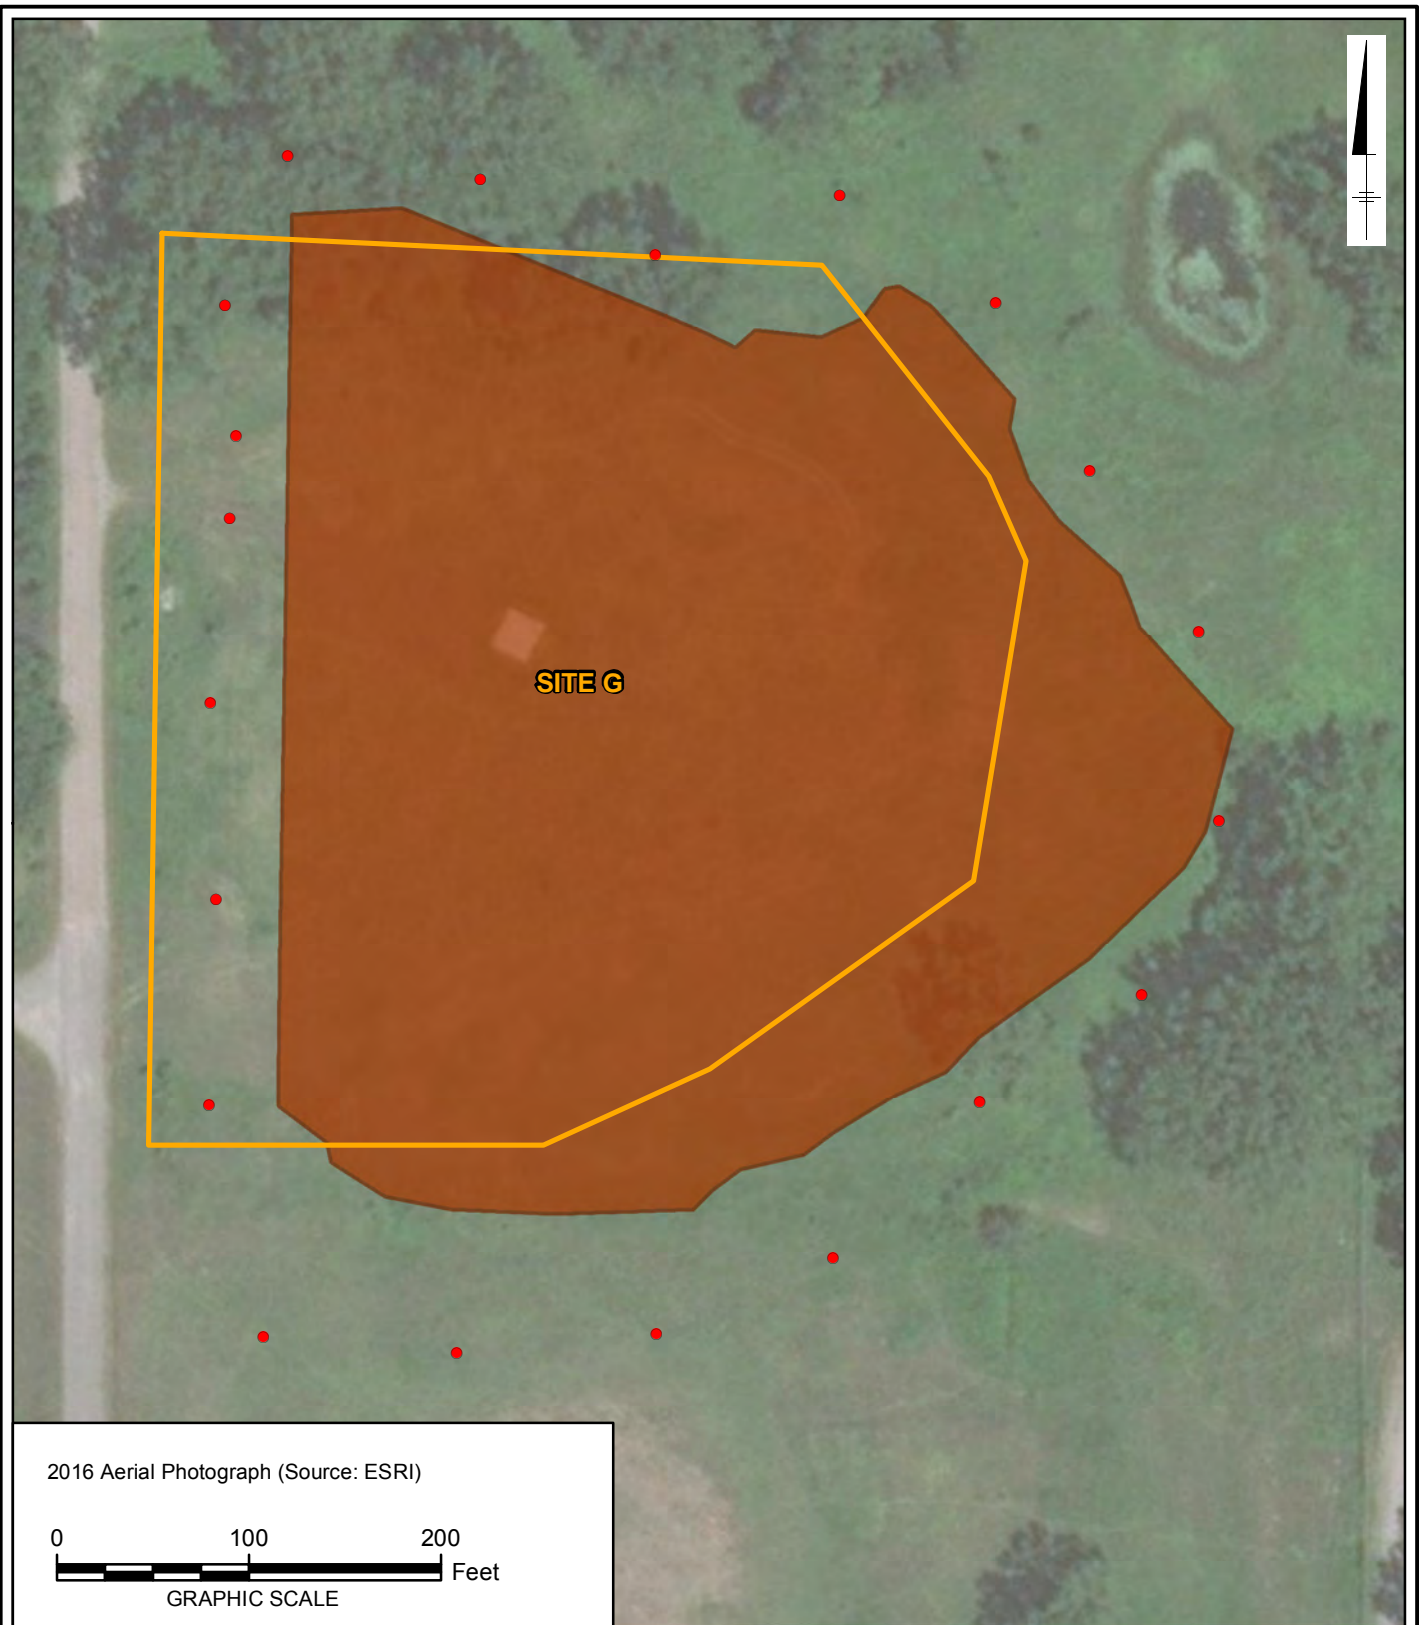 SITE G
2016 Aerial Photograph (Source: ESRI)
0 100 200
Feet
GRAPHIC SCALE